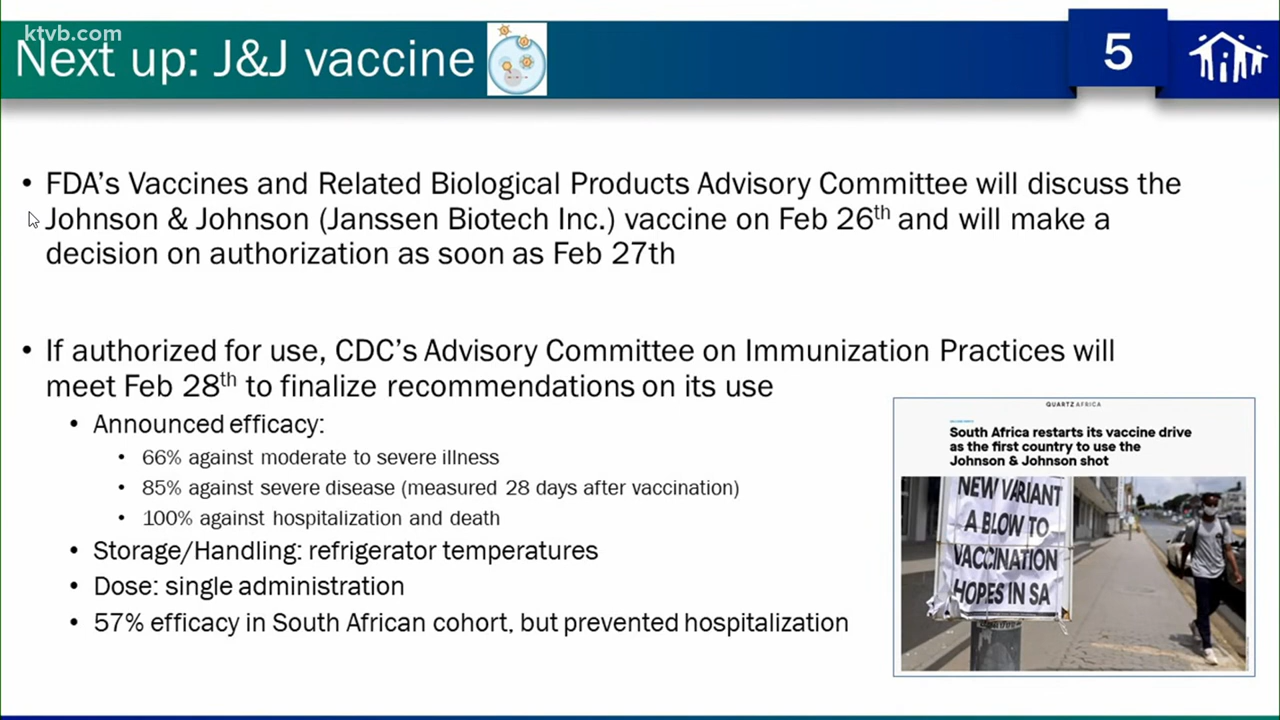 ktvb.com
Next up: J&J vaccine
5
• FDA's Vaccines and Related Biological Products Advisory Committee will discuss the
Johnson & Johnson (Janssen Biotech Inc.) vaccine on Feb 26th and will make a
decision on authorization as soon as Feb 27th
• If authorized for use, CDC's Advisory Committee on Immunization Practices will
meet Feb 28th to finalize recommendations on its use
• Announced efficacy:
• 66% against moderate to severe illness
• 85% against severe disease (measured 28 days after vaccination)
• 100% against hospitalization and death
• Storage/Handling: refrigerator temperatures
• Dose: single administration
• 57% efficacy in South African cohort, but prevented hospitalization
QUARTZ AFRICA
South Africa restarts its vaccine drive
as the first country to use the
Johnson & Johnson shot
NEW VARIANT
A BLOW TO
VACCINATION
HOPES IN SA